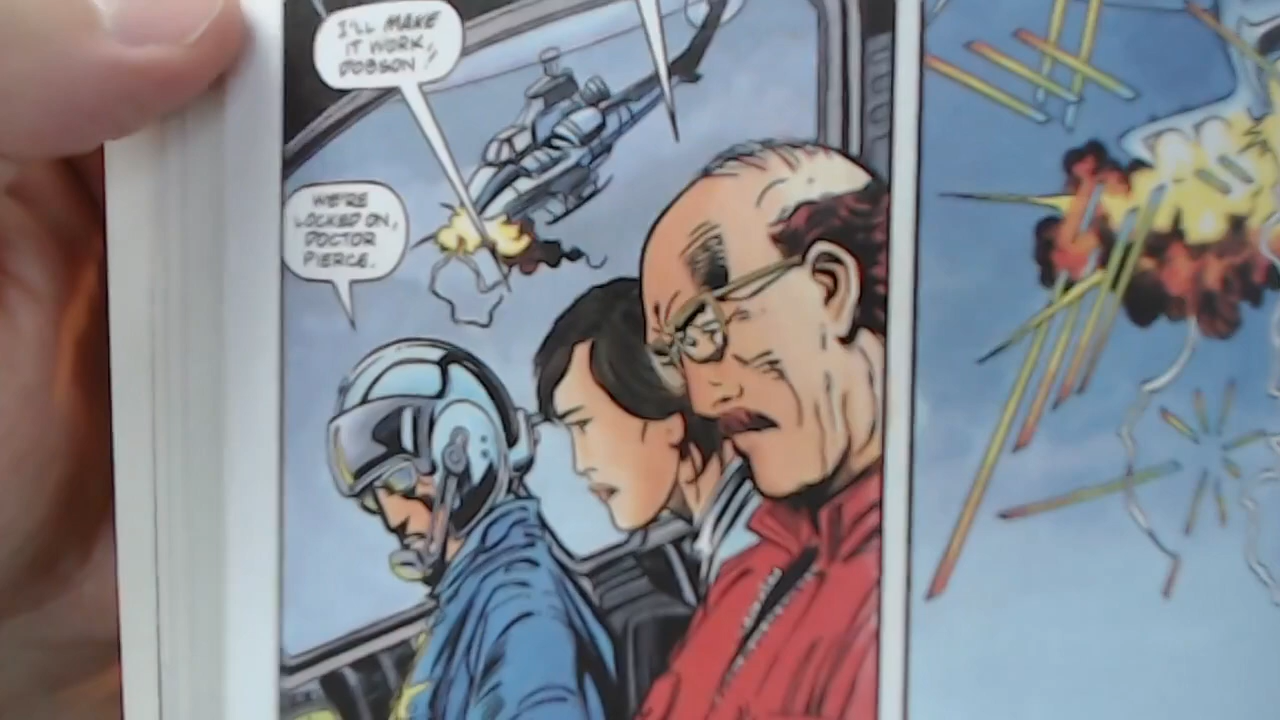 I'LL MAKE
IT WORK,
DOBSON!
WE'RE
LOCKED ON,
DOCTOR
PIERCE.